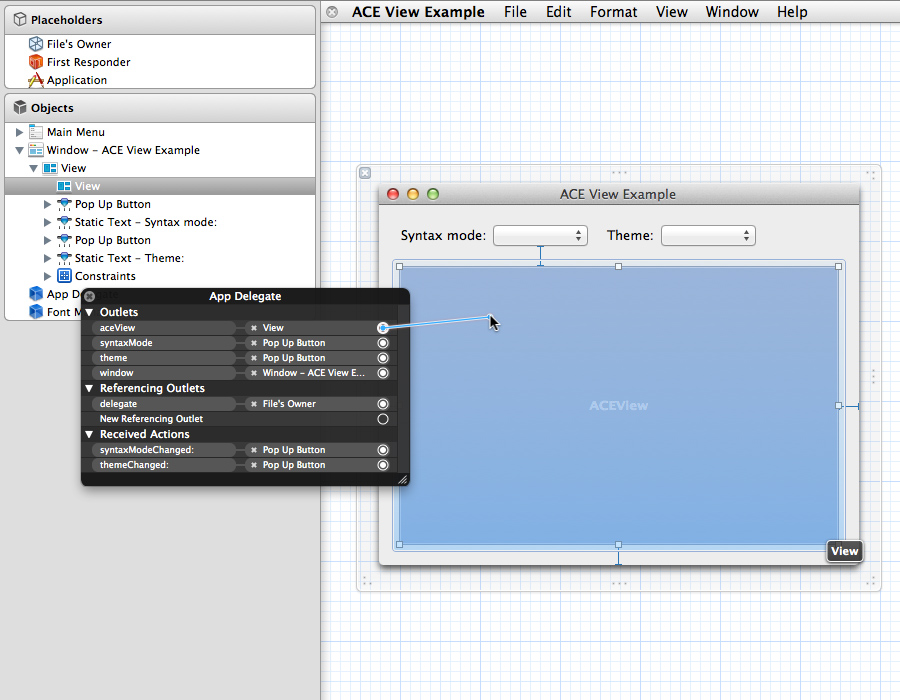 Placeholders
File's Owner
First Responder
Application
Objects
Main Menu
Window – ACE View Example
View
View
Pop Up Button
Static Text – Syntax mode:
Pop Up Button
Static Text – Theme:
Constraints
App
Font
ACE View Example File Edit Format View Window Help
ACE View Example
Syntax mode: Theme:
ACEView
View
App Delegate
Outlets
aceView View
syntaxMode Pop Up Button
theme Pop Up Button
window Window – ACE View E...
Referencing Outlets
delegate File's Owner
New Referencing Outlet
Received Actions
syntaxModeChanged: Pop Up Button
themeChanged: Pop Up Button